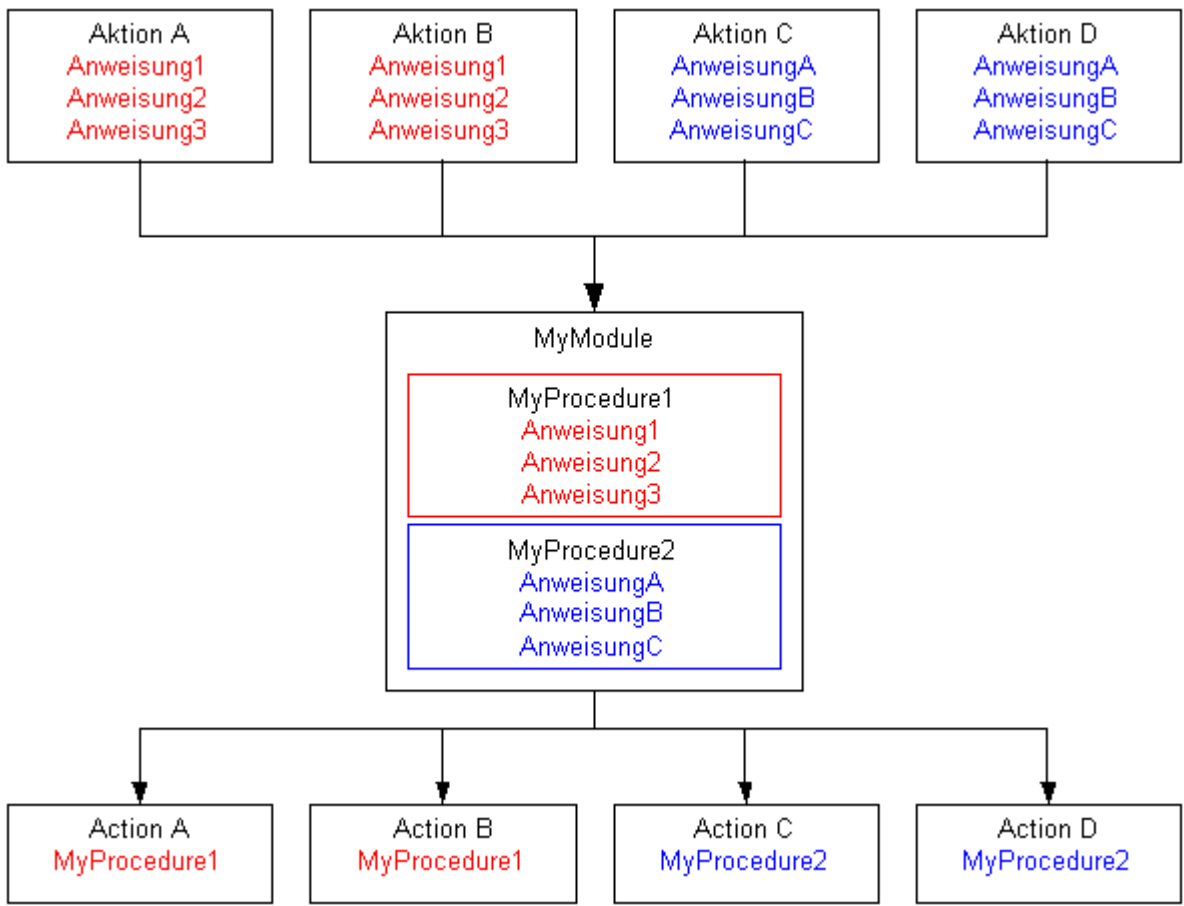 Aktion A
Anweisung1
Anweisung2
Anweisung3
Aktion B
Anweisung1
Anweisung2
Anweisung3
Aktion C
AnweisungA
AnweisungB
AnweisungC
Aktion D
AnweisungA
AnweisungB
AnweisungC
MyModule
MyProcedure1
Anweisung1
Anweisung2
Anweisung3
MyProcedure2
AnweisungA
AnweisungB
AnweisungC
Action A
MyProcedure1
Action B
MyProcedure1
Action C
MyProcedure2
Action D
MyProcedure2